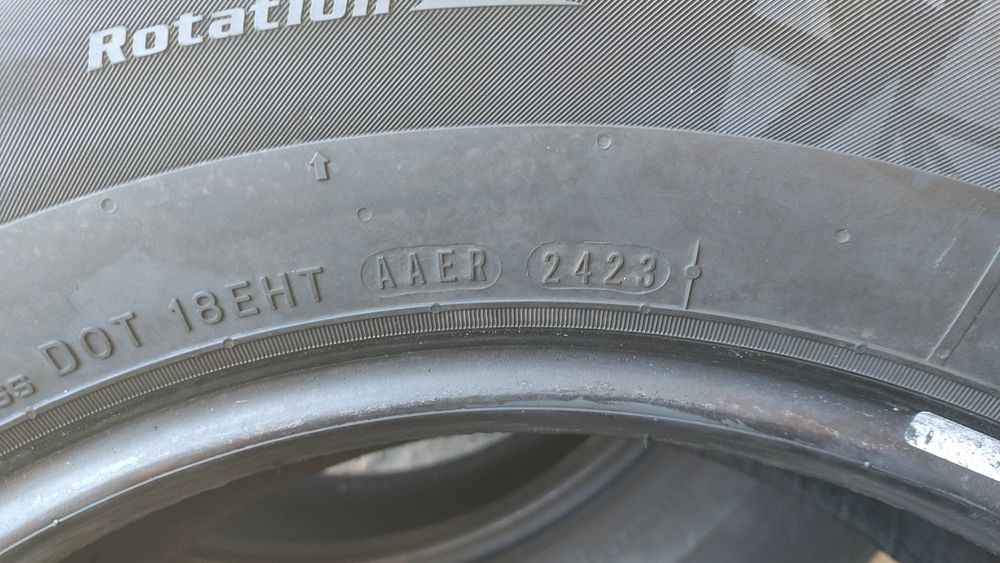 Rotation
DOT 18EHT AAER 2423